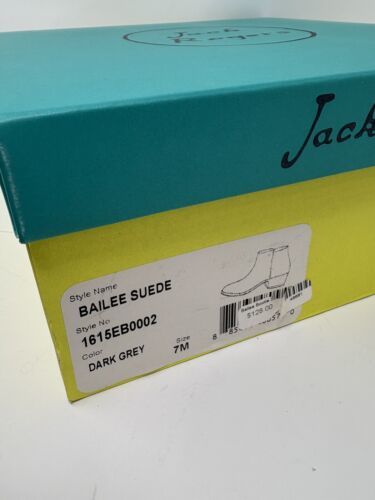 Jack
Rogers
Jack
Style Name
BAILEE SUEDE
Style No
1615EB0002
Color
DARK GREY
Size
7M
Bailee Suede
$128.00